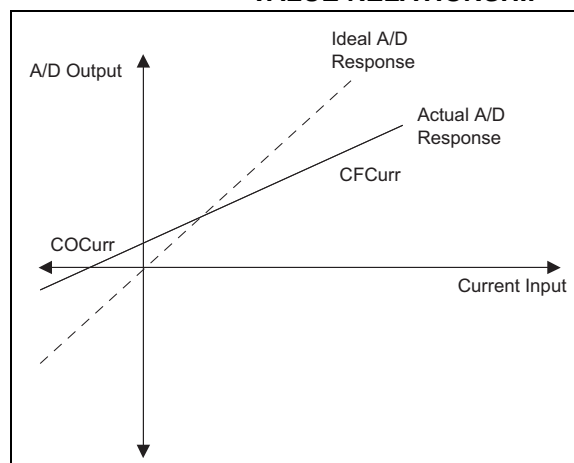 VALUE RELATIONSHIP
Ideal A/D
Response
A/D Output
Actual A/D
Response
CFCurr
COCurr
Current Input